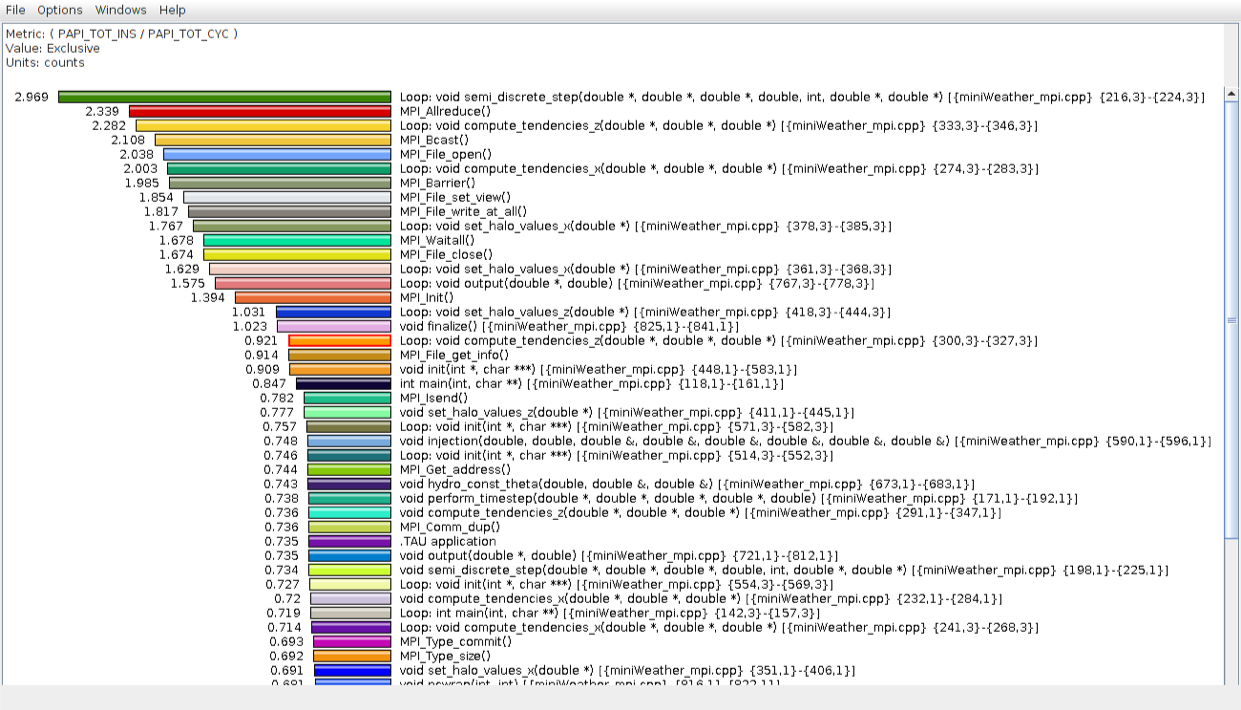 File Options Windows Help
Metric: ( PAPI_TOT_INS / PAPI_TOT_CYC )
Value: Exclusive
Units: counts
2.969 Loop: void semi_discrete_step(double *, double *, double *, double, int, double *, double *) [{miniWeather_mpi.cpp} {216,3}-{224,3}]
2.339 MPI_Allreduce()
2.282 Loop: void compute_tendencies_z(double *, double *, double *) [{miniWeather_mpi.cpp} {333,3}-{346,3}]
2.108 MPI_Bcast()
2.038 MPI_File_open()
2.003 Loop: void compute_tendencies_x(double *, double *, double *) [{miniWeather_mpi.cpp} {274,3}-{283,3}]
1.985 MPI_Barrier()
1.854 MPI_File_set_view()
1.817 MPI_File_write_at_all()
1.767 Loop: void set_halo_values_x(double *) [{miniWeather_mpi.cpp} {378,3}-{385,3}]
1.678 MPI_Waitall()
1.674 MPI_File_close()
1.629 Loop: void set_halo_values_x(double *) [{miniWeather_mpi.cpp} {361,3}-{368,3}]
1.575 Loop: void output(double *, double) [{miniWeather_mpi.cpp} {767,3}-{778,3}]
1.394 MPI_Init()
1.031 Loop: void set_halo_values_z(double *) [{miniWeather_mpi.cpp} {418,3}-{444,3}]
1.023 void finalize() [{miniWeather_mpi.cpp} {825,1}-{841,1}]
0.921 Loop: void compute_tendencies_z(double *, double *, double *) [{miniWeather_mpi.cpp} {300,3}-{327,3}]
0.914 MPI_File_get_info()
0.909 void init(int *, char ***) [{miniWeather_mpi.cpp} {448,1}-{583,1}]
0.847 int main(int, char **) [{miniWeather_mpi.cpp} {118,1}-{161,1}]
0.782 MPI_Isend()
0.777 void set_halo_values_z(double *) [{miniWeather_mpi.cpp} {411,1}-{445,1}]
0.757 Loop: void init(int *, char ***) [{miniWeather_mpi.cpp} {571,3}-{582,3}]
0.748 void injection(double, double, double &, double &, double &, double &, double &, double &) [{miniWeather_mpi.cpp} {590,1}-{596,1}]
0.746 Loop: void init(int *, char ***) [{miniWeather_mpi.cpp} {514,3}-{552,3}]
0.744 MPI_Get_address()
0.743 void hydro_const_theta(double, double &, double &) [{miniWeather_mpi.cpp} {673,1}-{683,1}]
0.738 void perform_timestep(double *, double *, double *, double *, double) [{miniWeather_mpi.cpp} {171,1}-{192,1}]
0.736 void compute_tendencies_z(double *, double *, double *) [{miniWeather_mpi.cpp} {291,1}-{347,1}]
0.736 MPI_Comm_dup()
0.735 .TAU application
0.735 void output(double *, double) [{miniWeather_mpi.cpp} {721,1}-{812,1}]
0.734 void semi_discrete_step(double *, double *, double *, double, int, double *, double *) [{miniWeather_mpi.cpp} {198,1}-{225,1}]
0.727 Loop: void init(int *, char ***) [{miniWeather_mpi.cpp} {554,3}-{569,3}]
0.72 void compute_tendencies_x(double *, double *, double *) [{miniWeather_mpi.cpp} {232,1}-{284,1}]
0.719 Loop: int main(int, char **) [{miniWeather_mpi.cpp} {142,3}-{157,3}]
0.714 Loop: void compute_tendencies_x(double *, double *, double *) [{miniWeather_mpi.cpp} {241,3}-{268,3}]
0.693 MPI_Type_commit()
0.692 MPI_Type_size()
0.691 void set_halo_values_x(double *) [{miniWeather_mpi.cpp} {351,1}-{406,1}]
0.681 void ncwrap(int, int) [{miniWeather_mpi.cpp} {816,1}-{822,1}]